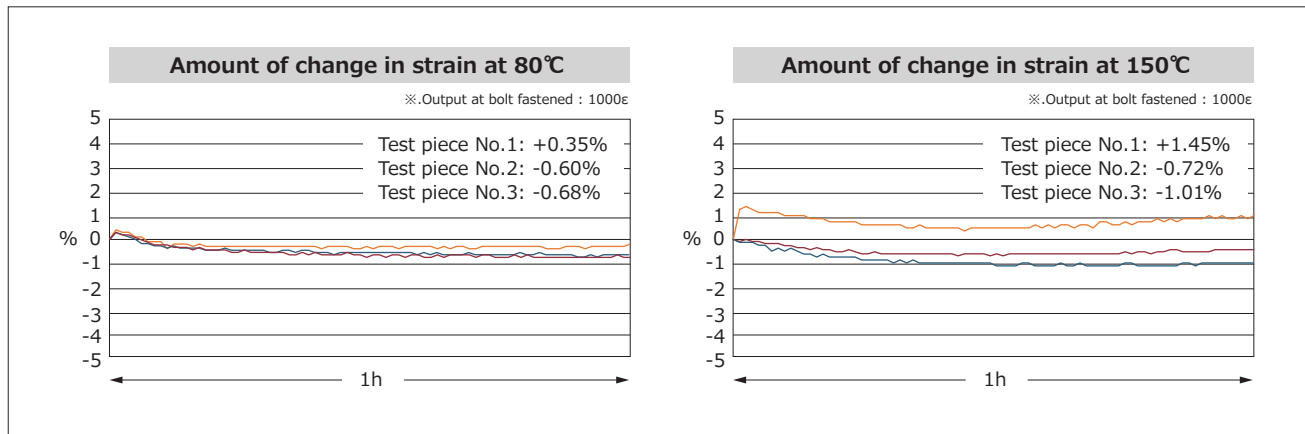 Amount of change in strain at 80℃
※.Output at bolt fastened : 1000ε
5
4
3
2
1
0
-1
-2
-3
-4
-5
%
Test piece No.1: +0.35%
Test piece No.2: -0.60%
Test piece No.3: -0.68%
1h
Amount of change in strain at 150℃
※.Output at bolt fastened : 1000ε
5
4
3
2
1
0
-1
-2
-3
-4
-5
%
Test piece No.1: +1.45%
Test piece No.2: -0.72%
Test piece No.3: -1.01%
1h